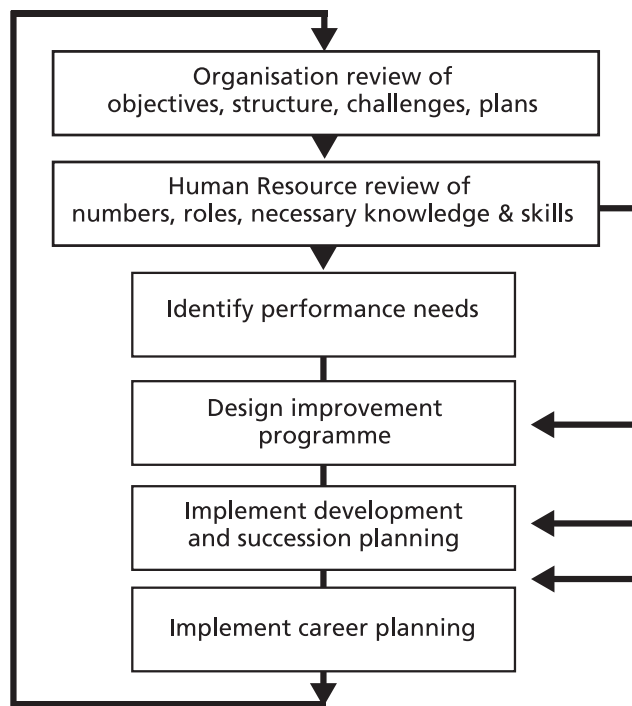 Organisation review of
objectives, structure, challenges, plans
Human Resource review of
numbers, roles, necessary knowledge & skills
Identify performance needs
Design improvement
programme
Implement development
and succession planning
Implement career planning